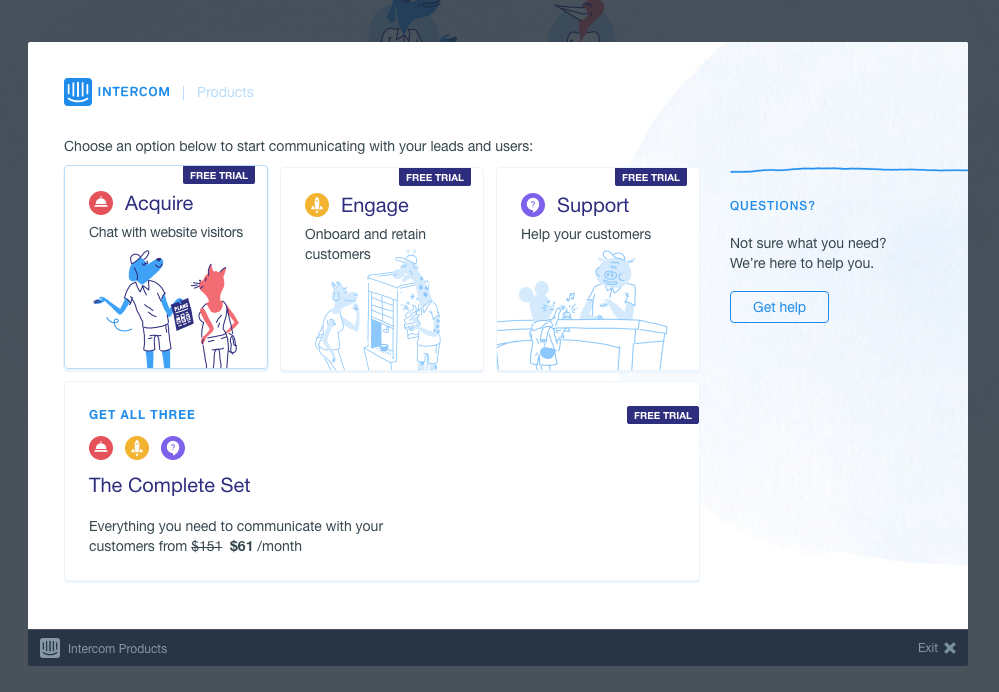 INTERCOM | Products
Choose an option below to start communicating with your leads and users:
FREE TRIAL
Acquire
Chat with website visitors
PLANS
FREE TRIAL
Engage
Onboard and retain
customers
FREE TRIAL
Support
?
Help your customers
QUESTIONS?
Not sure what you need?
We’re here to help you.
Get help
GET ALL THREE
FREE TRIAL
?
The Complete Set
Everything you need to communicate with your
customers from $151 $61 /month
Intercom Products
Exit